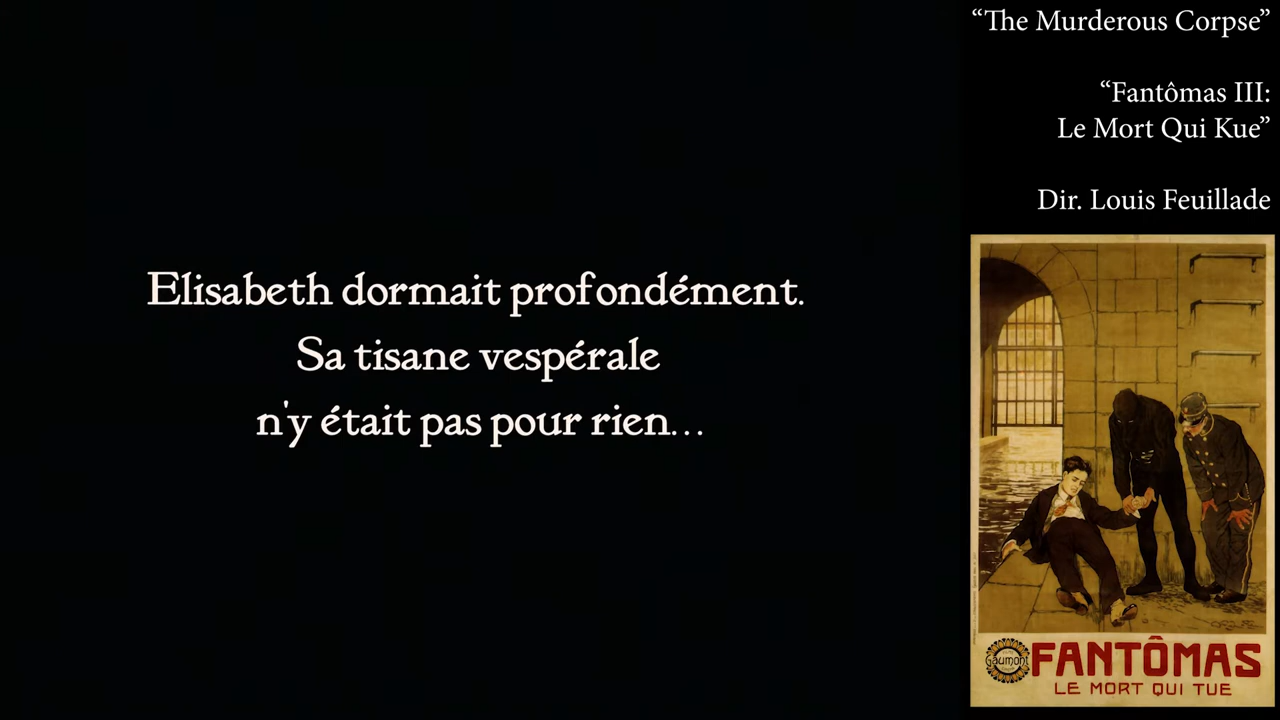 “The Murderous Corpse”
“Fantômas III:
Le Mort Qui Kue”
Dir. Louis Feuillade
Elisabeth dormait profondément.
Sa tisane vespérale
n'y était pas pour rien...
Gaumont
FANTÔMAS
LE MORT QUI TUE